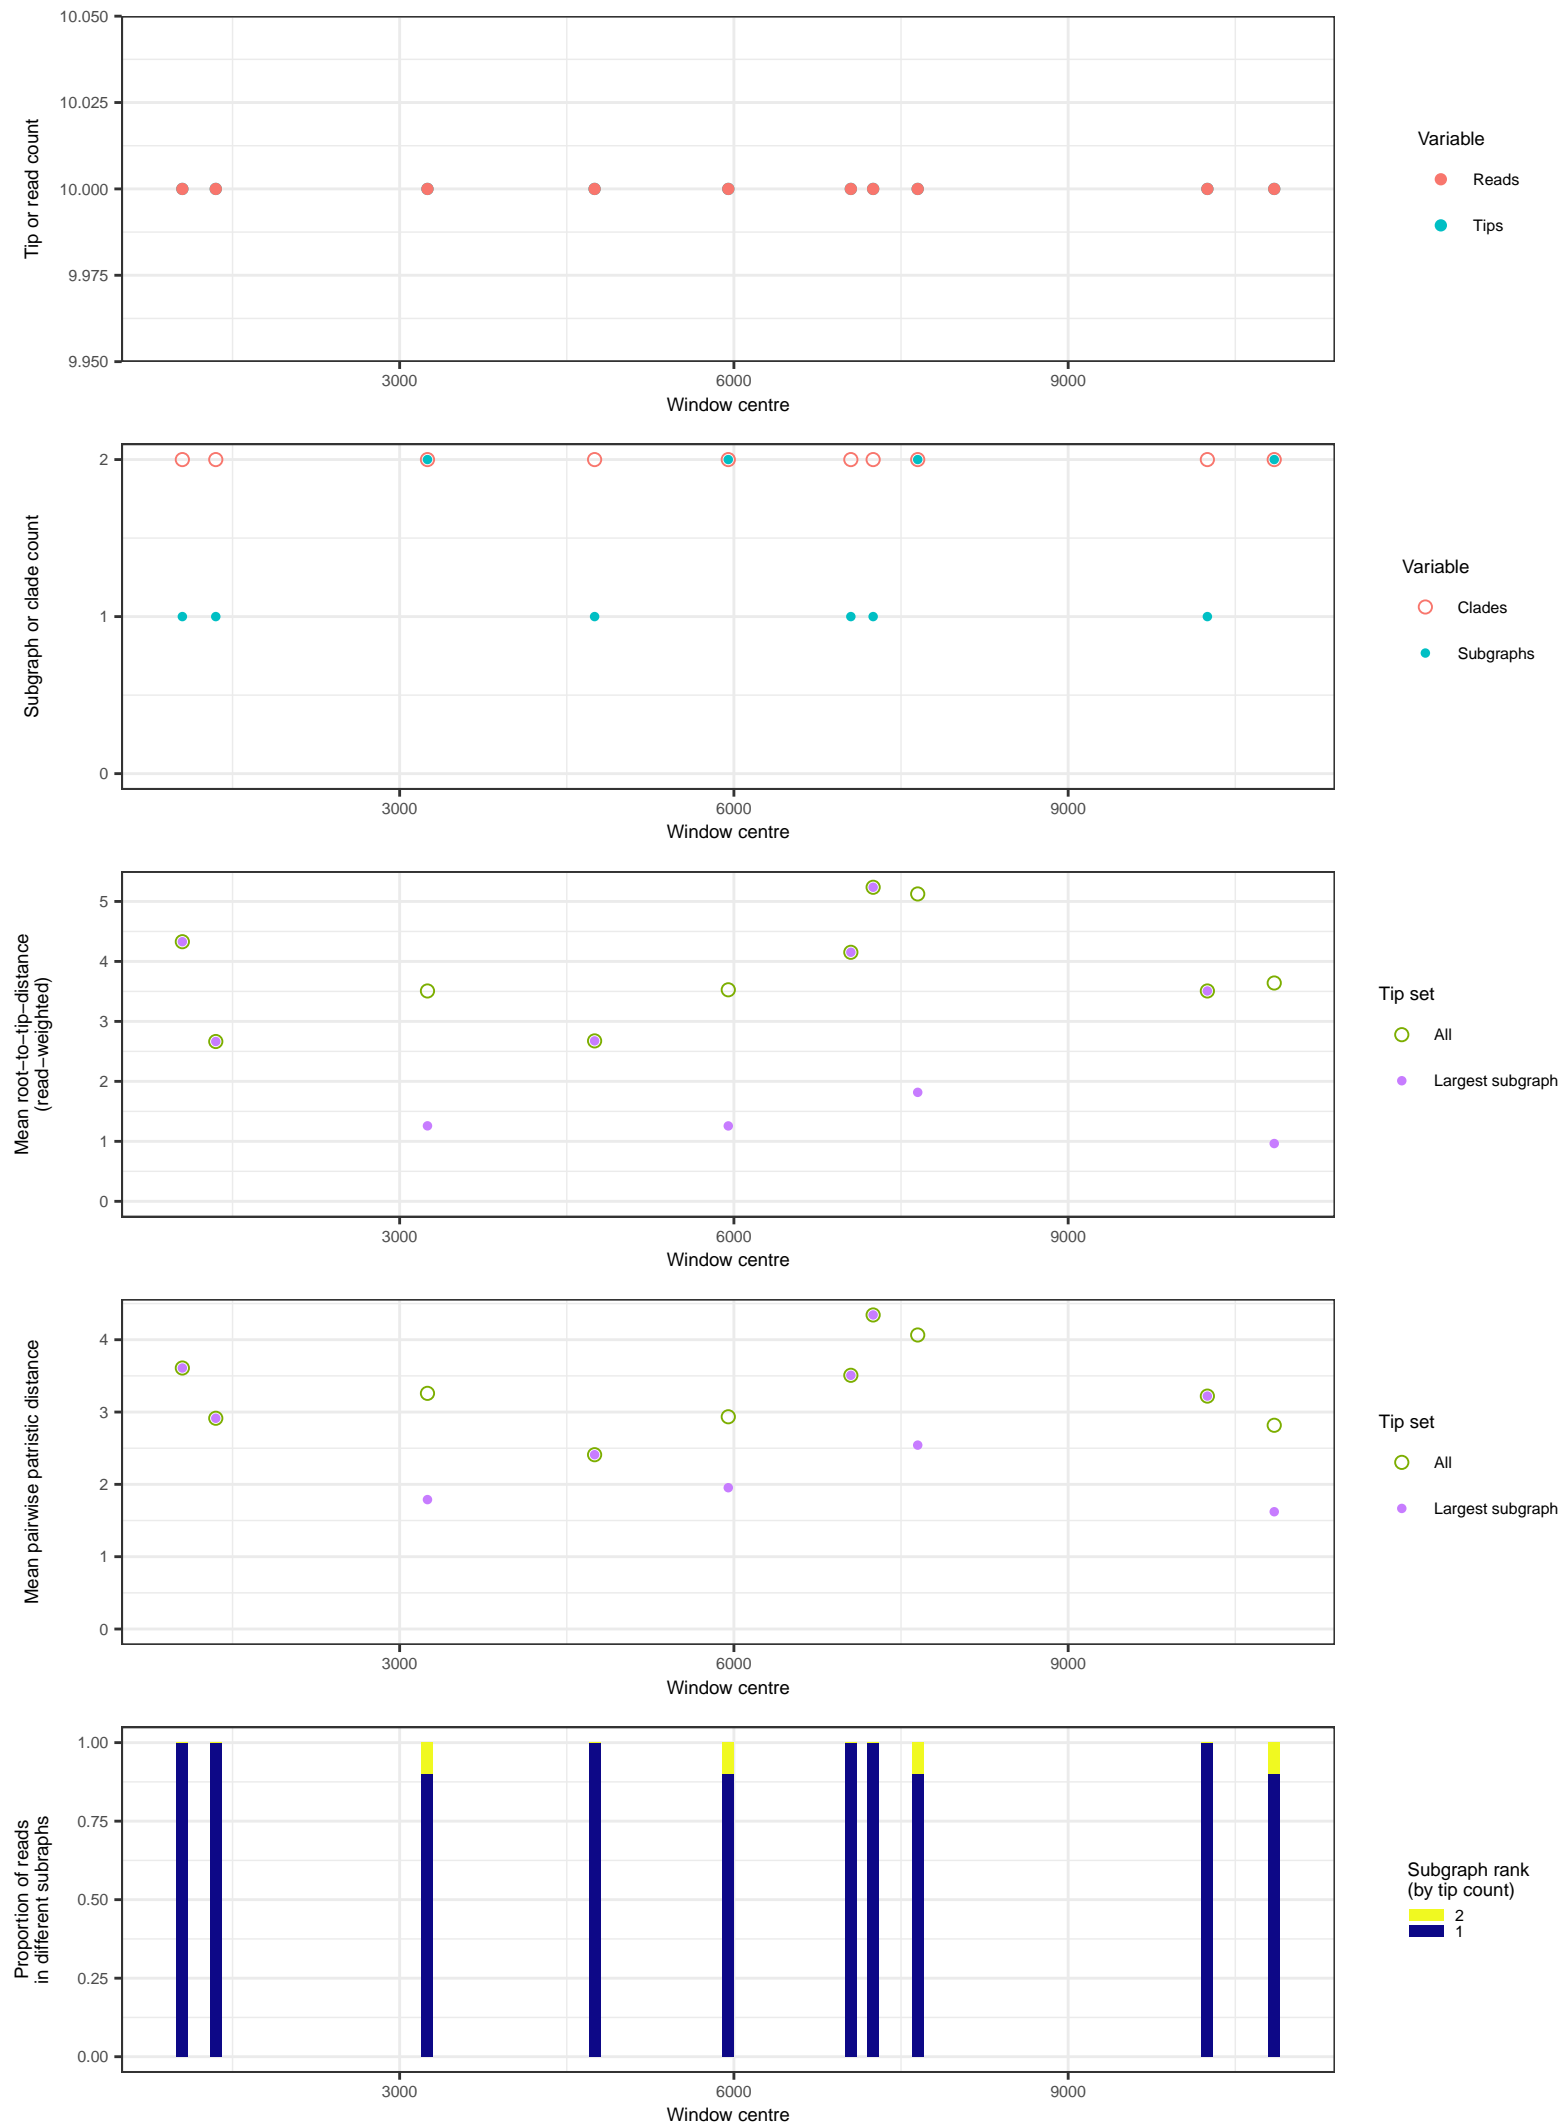 10.050
10.025
10.000
9.975
9.950
Tip or read count
3000
6000
9000
Window centre
Variable
Reads
Tips
2
1
0
Subgraph or clade count
3000
6000
9000
Window centre
Variable
Clades
Subgraphs
5
4
3
2
1
0
Mean root−to−tip−distance
(read−weighted)
3000
6000
9000
Window centre
Tip set
All
Largest subgraph
4
3
2
1
0
Mean pairwise patristic distance
3000
6000
9000
Window centre
Tip set
All
Largest subgraph
1.00
0.75
0.50
0.25
0.00
Proportion of reads
in different subraphs
3000
6000
9000
Window centre
Subgraph rank
(by tip count)
2
1